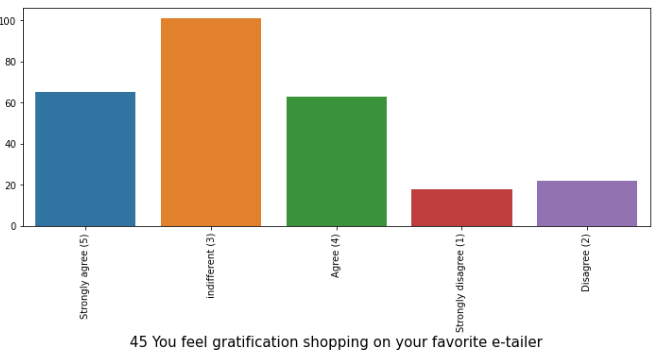 100
80
60
40
20
0
Strongly agree (5)
indifferent (3)
Agree (4)
Strongly disagree (1)
Disagree (2)
45 You feel gratification shopping on your favorite e-tailer